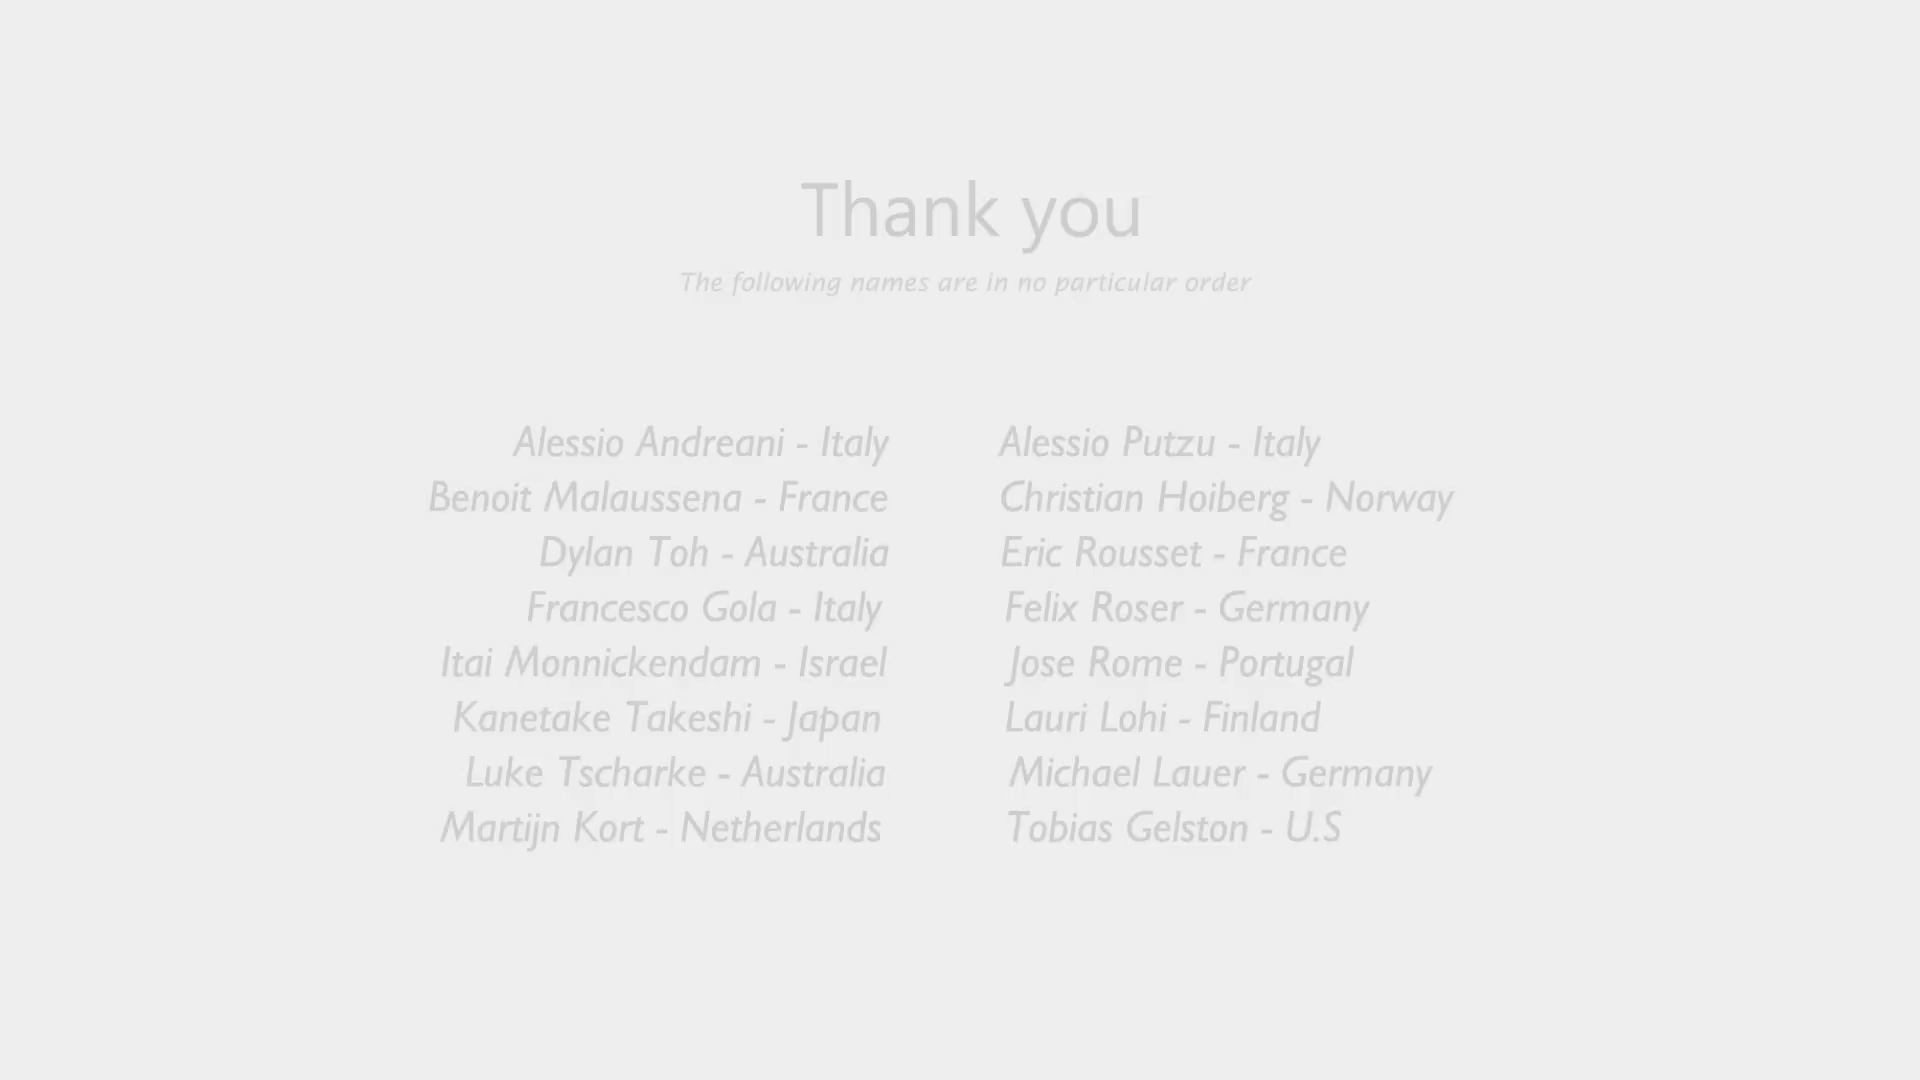 Thank you
The following names are in no particular order
Alessio Andreani - Italy
Benoit Malaussena - France
Dylan Toh - Australia
Francesco Gola - Italy
Itai Monnickendam - Israel
Kanetake Takeshi - Japan
Luke Tscharke - Australia
Martijn Kort - Netherlands
Alessio Putzu - Italy
Christian Hoiberg - Norway
Eric Rousset - France
Felix Roser - Germany
Jose Rome - Portugal
Lauri Lohi - Finland
Michael Lauer - Germany
Tobias Gelston - U.S